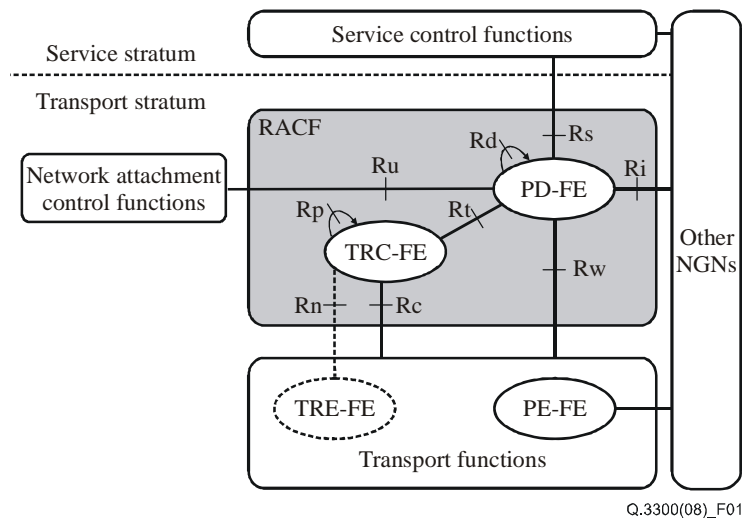 Service control functions
Service stratum
Transport stratum
RACF
Rd
Rs
Network attachment
control functions
Ru
PD-FE
Ri
Rp
Rt
TRC-FE
Other
NGNs
Rw
Rn
Rc
TRE-FE
PE-FE
Transport functions
Q.3300(08)_F01